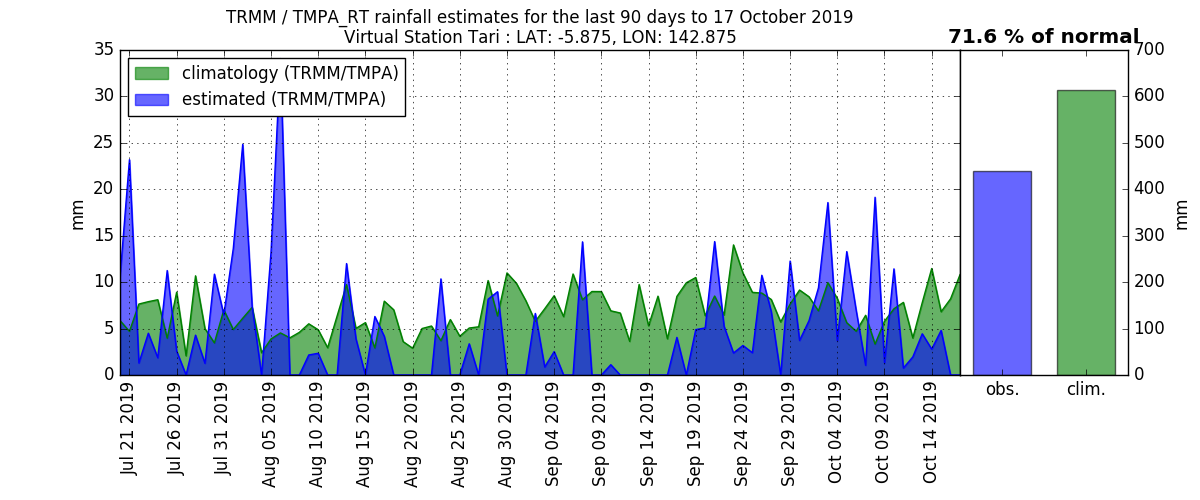 TRMM / TMPA_RT rainfall estimates for the last 90 days to 17 October 2019
Virtual Station Tari : LAT: -5.875, LON: 142.875
71.6 % of normal
climatology (TRMM/TMPA)
estimated (TRMM/TMPA)
35
30
25
20
15
10
5
0
mm
Jul 21 2019
Jul 26 2019
Jul 31 2019
Aug 05 2019
Aug 10 2019
Aug 15 2019
Aug 20 2019
Aug 25 2019
Aug 30 2019
Sep 04 2019
Sep 09 2019
Sep 14 2019
Sep 19 2019
Sep 24 2019
Sep 29 2019
Oct 04 2019
Oct 09 2019
Oct 14 2019
700
600
500
400
300
200
100
0
mm
obs.
clim.